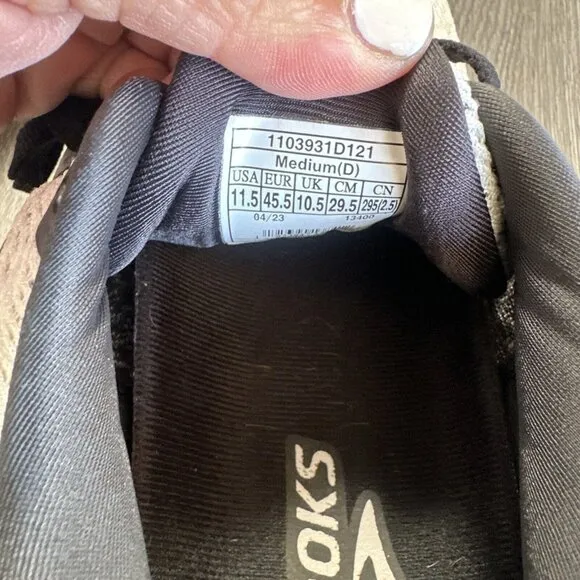 1103931D121
Medium(D)
USA EUR UK CM CN
11.5 45.5 10.5 29.5 295(2.5)
04/23 13400
OOKS